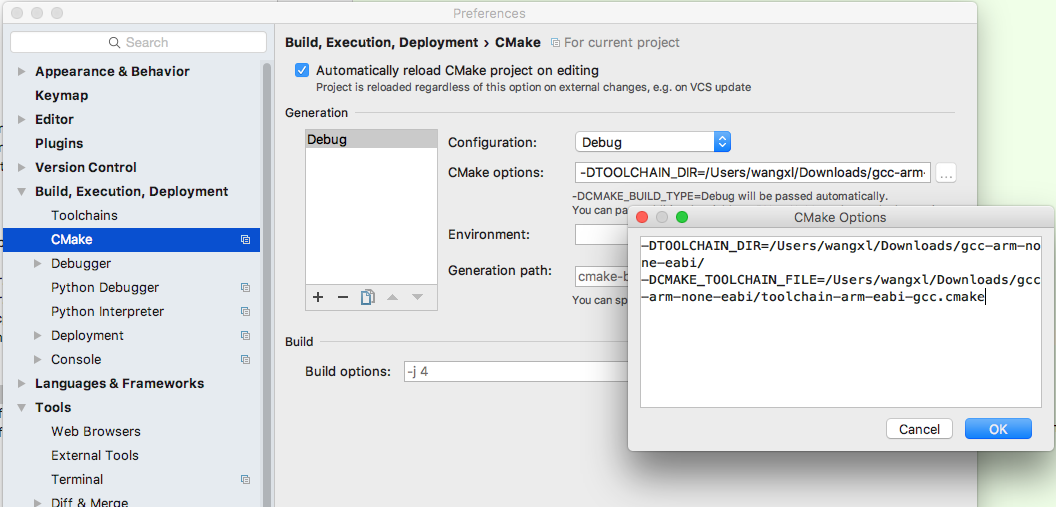 Preferences
Search
Appearance & Behavior
Keymap
Editor
Plugins
Version Control
Build, Execution, Deployment
Toolchains
CMake
Debugger
Python Debugger
Python Interpreter
Deployment
Console
Languages & Frameworks
Tools
Web Browsers
External Tools
Terminal
Diff & Merge
Build, Execution, Deployment › CMake For current project
Automatically reload CMake project on editing
Project is reloaded regardless of this option on external changes, e.g. on VCS update
Generation
Debug
Configuration: Debug
CMake options: -DTOOLCHAIN_DIR=/Users/wangxl/Downloads/gcc-arm- ...
-DCMAKE_BUILD_TYPE=Debug will be passed automatically.
You can
Environment:
Generation path: cmake-b
You can sp
Build
Build options: -j 4
CMake Options
-DTOOLCHAIN_DIR=/Users/wangxl/Downloads/gcc-arm-no
ne-eabi/
-DCMAKE_TOOLCHAIN_FILE=/Users/wangxl/Downloads/gcc
-arm-none-eabi/toolchain-arm-eabi-gcc.cmake
Cancel OK